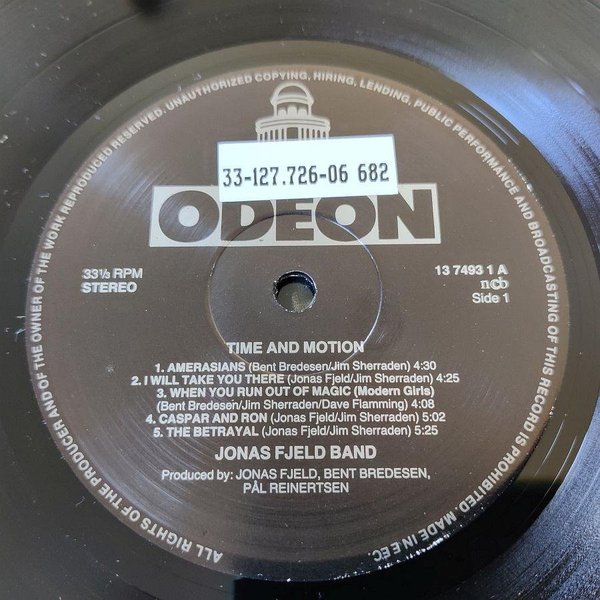 ALL RIGHTS OF THE PRODUCER AND OF THE OWNER OF THE WORK REPRODUCED RESERVED. UNAUTHORIZED COPYING, HIRING, LENDING, PUBLIC PERFORMANCE AND BROADCASTING OF THIS RECORD IS PROHIBITED. MADE IN EEC
33-127.726-06 682
ODEON
33⅓ RPM
STEREO
13 7493 1 A
ncb
Side 1
TIME AND MOTION
1. AMERASIANS (Bent Bredesen/Jim Sherraden) 4:30
2. I WILL TAKE YOU THERE (Jonas Fjeld/Jim Sherraden) 4:25
3. WHEN YOU RUN OUT OF MAGIC (Modern Girls)
(Bent Bredesen/Jim Sherraden/Dave Flamming) 4:08
4. CASPAR AND RON (Jonas Fjeld/Jim Sherraden) 5:02
5. THE BETRAYAL (Jonas Fjeld/Jim Sherraden) 5:25
JONAS FJELD BAND
Produced by: JONAS FJELD, BENT BREDESEN,
PÅL REINERTSEN